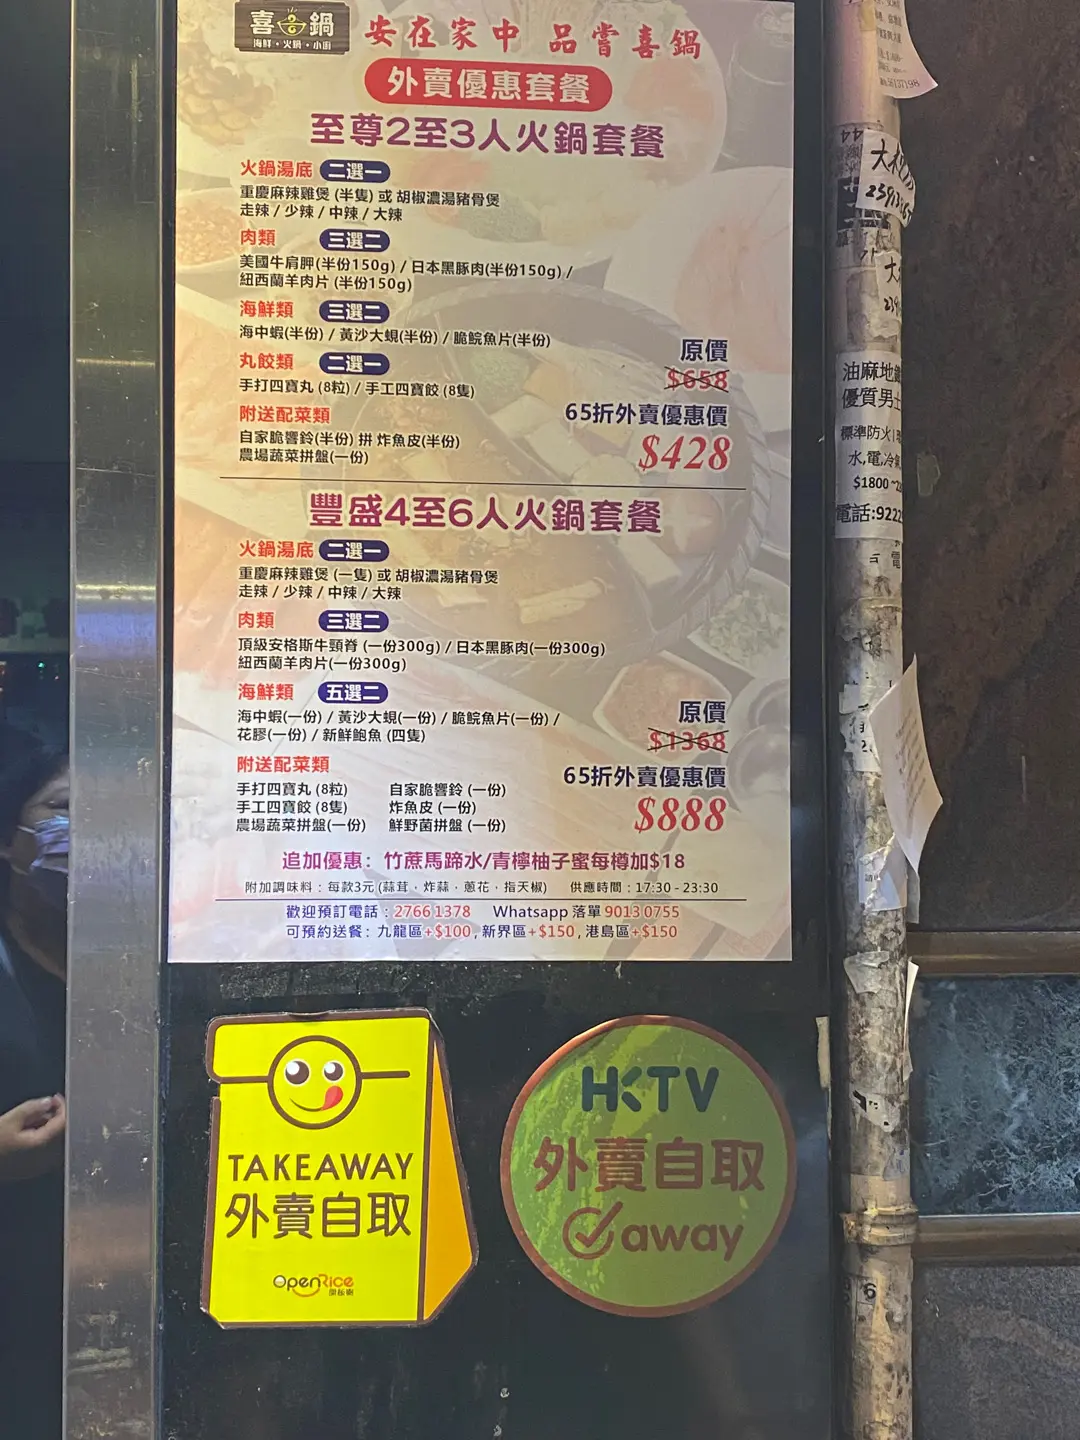 喜鍋
海鮮・火鍋・小廚
安在家中 品嘗喜鍋
外賣優惠套餐
至尊2至3人火鍋套餐
火鍋湯底 二選一
重慶麻辣雞煲 (半隻) 或 胡椒濃湯豬骨煲
走辣 / 少辣 / 中辣 / 大辣
肉類 三選二
美國牛肩胛(半份150g) / 日本黑豚肉(半份150g) /
紐西蘭羊肉片 (半份150g)
海鮮類 三選二
海中蝦(半份) / 黃沙大蜆(半份) / 脆鯇魚片(半份)
丸餃類 二選一
手打四寶丸 (8粒) / 手工四寶餃 (8隻)
附送配菜類
自家脆響鈴(半份) 拼 炸魚皮(半份)
農場蔬菜拼盤(一份)
原價
$658
65折外賣優惠價
$428
豐盛4至6人火鍋套餐
火鍋湯底 二選一
重慶麻辣雞煲 (一隻) 或 胡椒濃湯豬骨煲
走辣 / 少辣 / 中辣 / 大辣
肉類 三選二
頂級安格斯牛頸脊 (一份300g) / 日本黑豚肉(一份300g)
紐西蘭羊肉片(一份300g)
海鮮類 五選二
海中蝦(一份) / 黃沙大蜆(一份) / 脆鯇魚片(一份) /
花膠(一份) / 新鮮鮑魚 (四隻)
附送配菜類
手打四寶丸 (8粒) 自家脆響鈴 (一份)
手工四寶餃 (8隻) 炸魚皮 (一份)
農場蔬菜拼盤(一份) 鮮野菌拼盤 (一份)
原價
$1368
65折外賣優惠價
$888
追加優惠：竹蔗馬蹄水/青檸柚子蜜每樽加$18
附加調味料：每款3元 (蒜茸．炸蒜．蔥花．指天椒) 供應時間：17:30 - 23:30
歡迎預訂電話：2766 1378 Whatsapp 落單 9013 0755
可預約送餐：九龍區+$100, 新界區+$150, 港島區+$150
TAKEAWAY
外賣自取
OpenRice
開飯喇
HKTV
外賣自取
away
油麻地
優質男士
標準防火
水,電,冷
$1800
電話:922
電
6